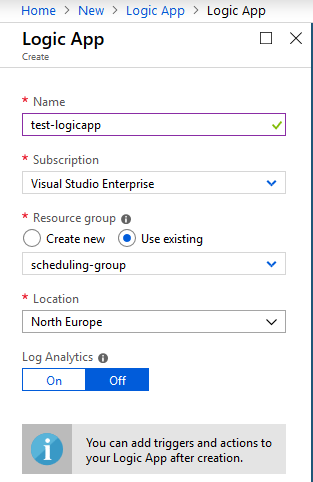 Home > New > Logic App > Logic App
Logic App
Create
* Name
test-logicapp
* Subscription
Visual Studio Enterprise
* Resource group
Create new Use existing
scheduling-group
* Location
North Europe
Log Analytics
On Off
You can add triggers and actions to
your Logic App after creation.